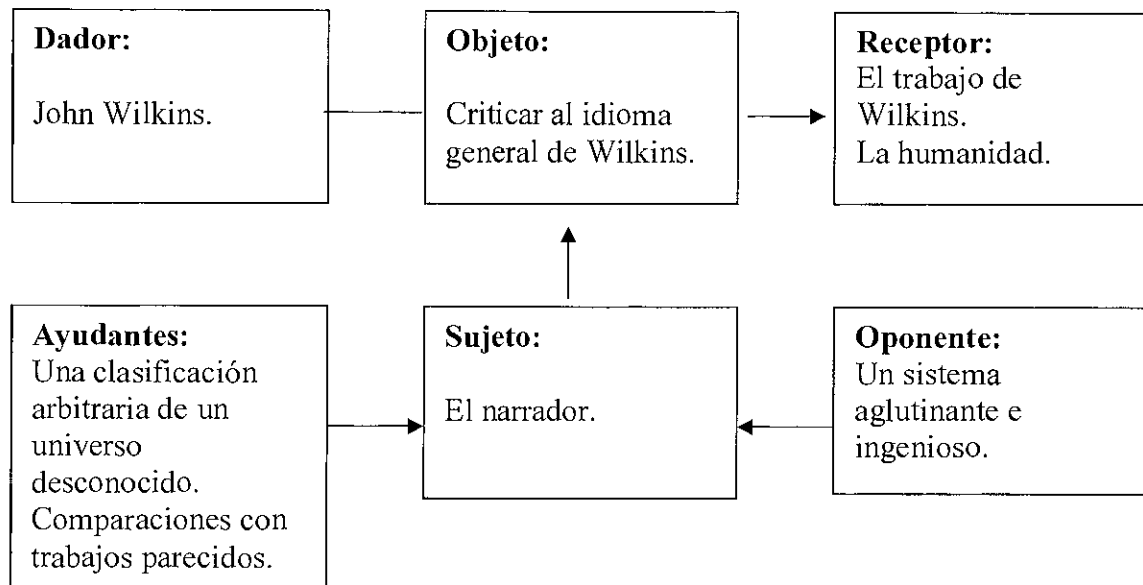 Dador:
John Wilkins.
Objeto:
Criticar al idioma
general de Wilkins.
Receptor:
El trabajo de
Wilkins.
La humanidad.
Ayudantes:
Una clasificación
arbitraria de un
universo
desconocido.
Comparaciones con
trabajos parecidos.
Sujeto:
El narrador.
Oponente:
Un sistema
aglutinante e
ingenioso.